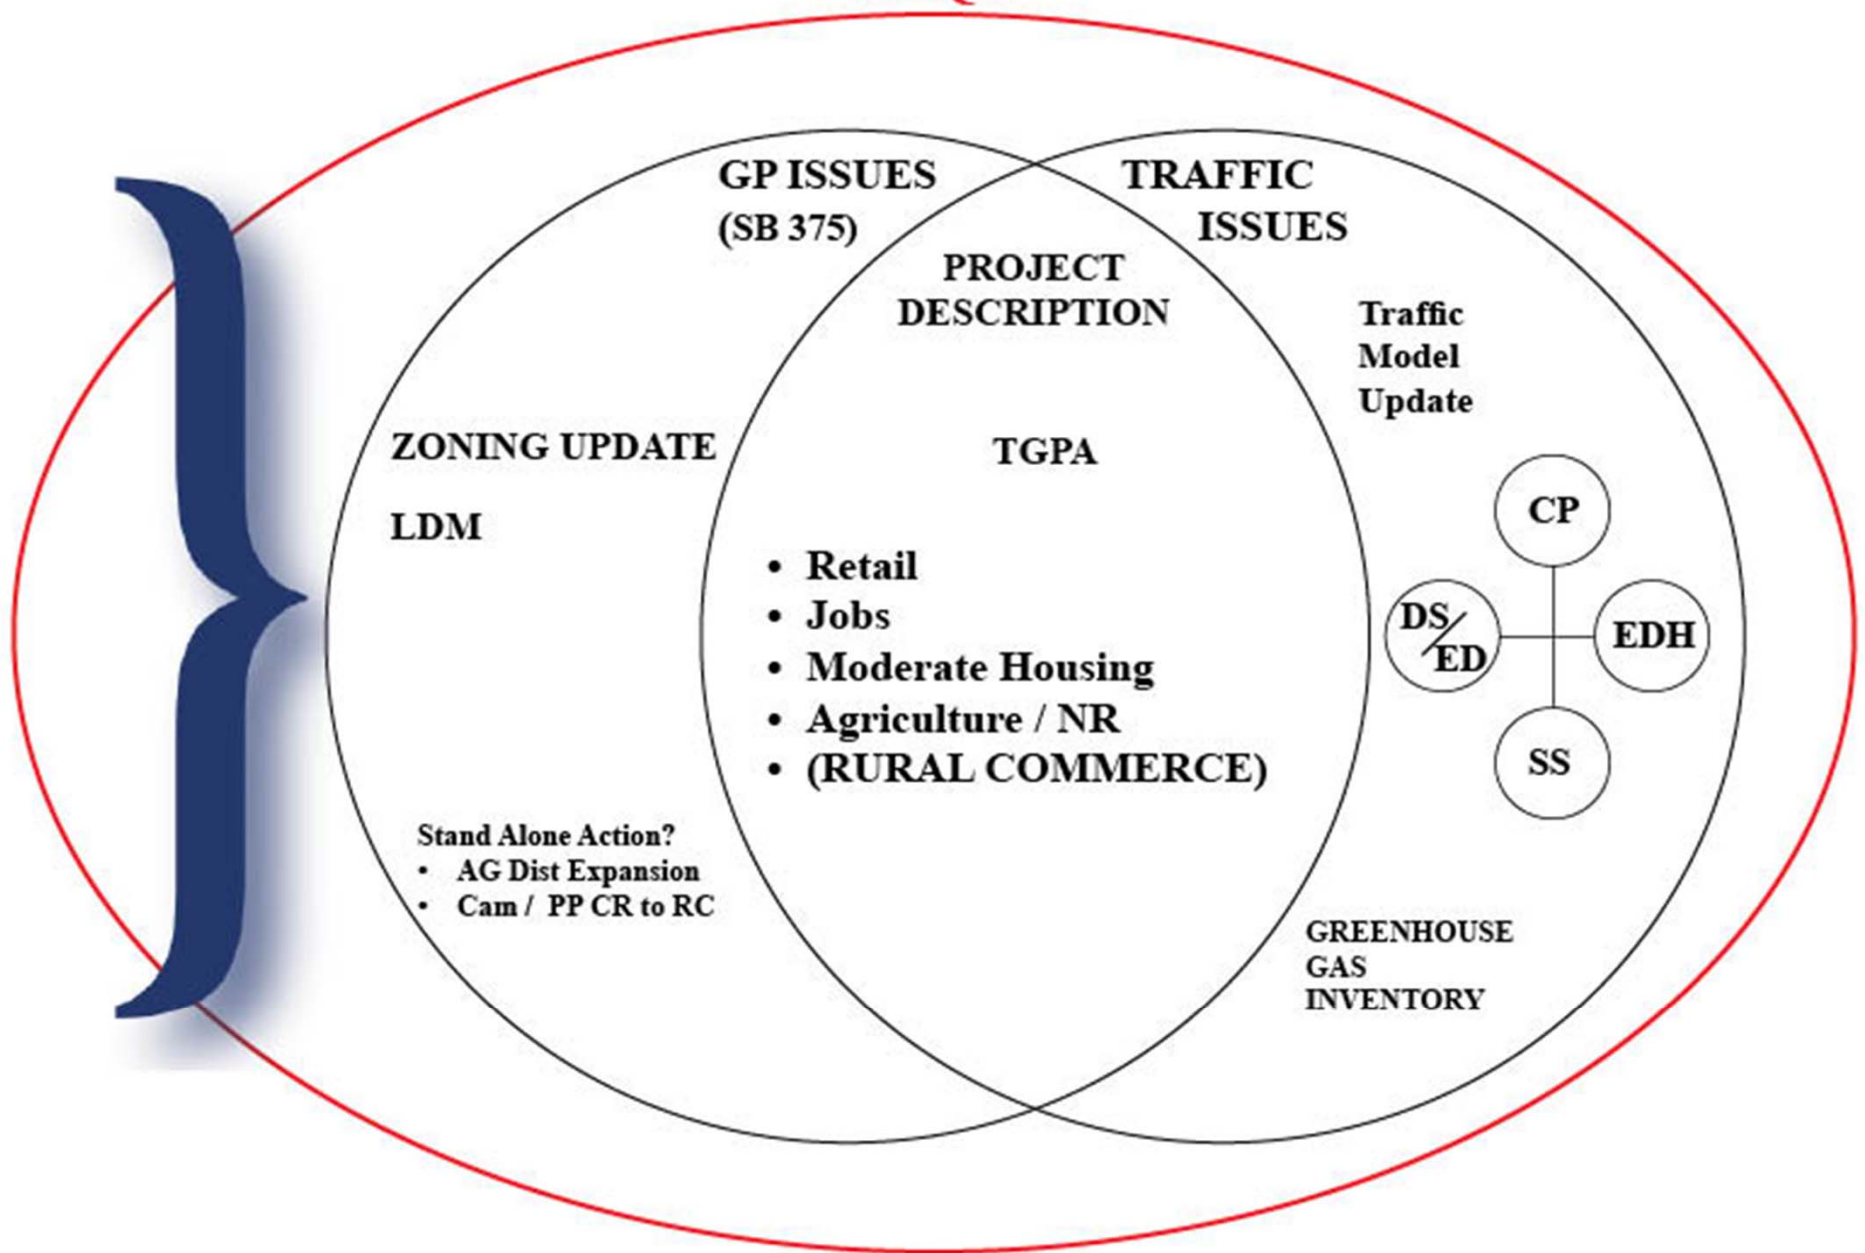 GP ISSUES
(SB 375)
TRAFFIC
ISSUES
PROJECT
DESCRIPTION
Traffic
Model
Update
ZONING UPDATE
LDM
TGPA
• Retail
• Jobs
• Moderate Housing
• Agriculture / NR
• (RURAL COMMERCE)
CP
DS/
ED
EDH
SS
Stand Alone Action?
• AG Dist Expansion
• Cam / PP CR to RC
GREENHOUSE
GAS
INVENTORY